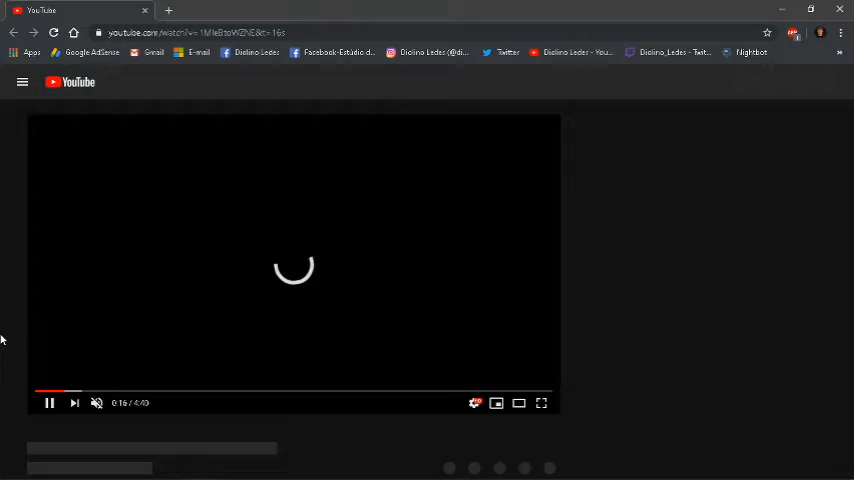 YouTube
youtube.com/watch?v=1MleBtoWZNE&t=16s
Apps Google AdSense Gmail E-mail Diolino Ledes Facebook-Estúdio d... Diolino Ledes (@di... Twitter Diolino Ledes - You... Diolino_Ledes - Twit... Nightbot »
YouTube
0:16 / 4:40